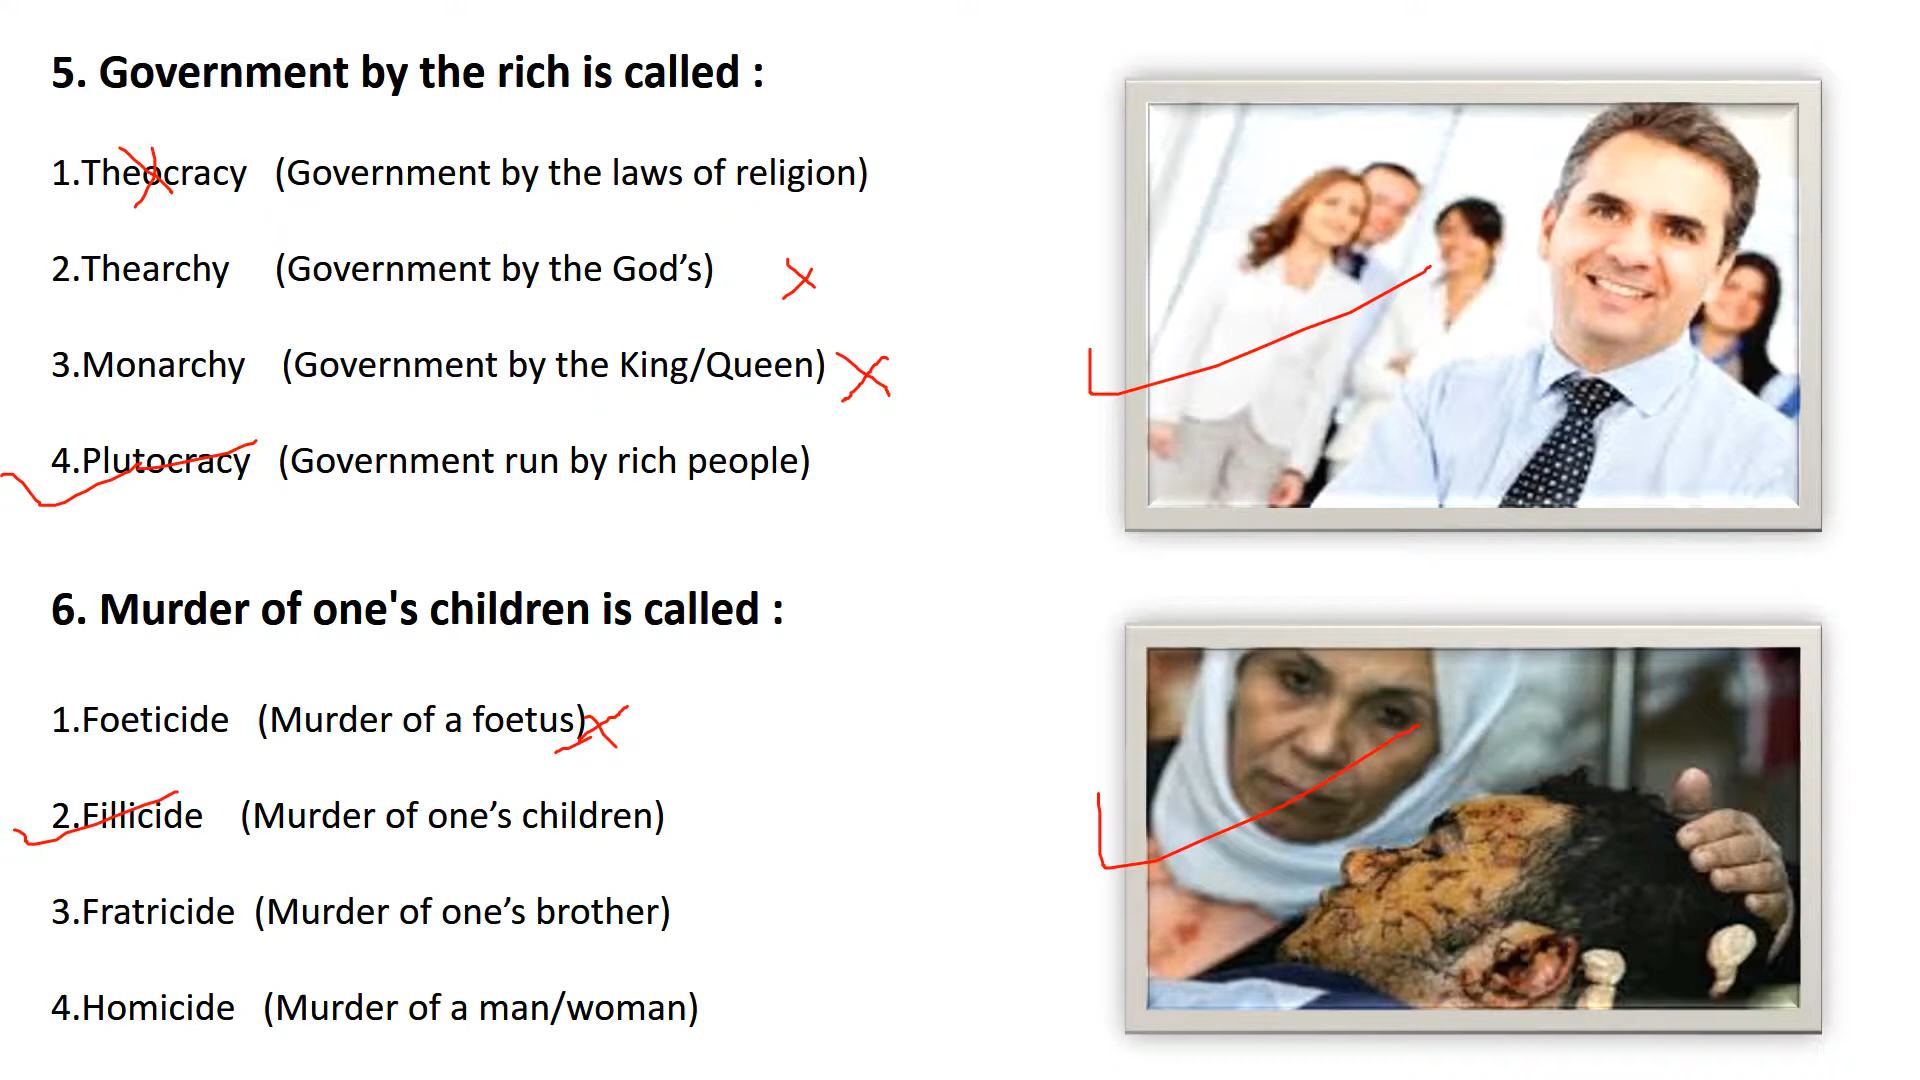 5. Government by the rich is called :
1.Theocracy (Government by the laws of religion)
2.Thearchy (Government by the God’s)
3.Monarchy (Government by the King/Queen)
4.Plutocracy (Government run by rich people)
6. Murder of one's children is called :
1.Foeticide (Murder of a foetus)
2.Fillicide (Murder of one’s children)
3.Fratricide (Murder of one’s brother)
4.Homicide (Murder of a man/woman)